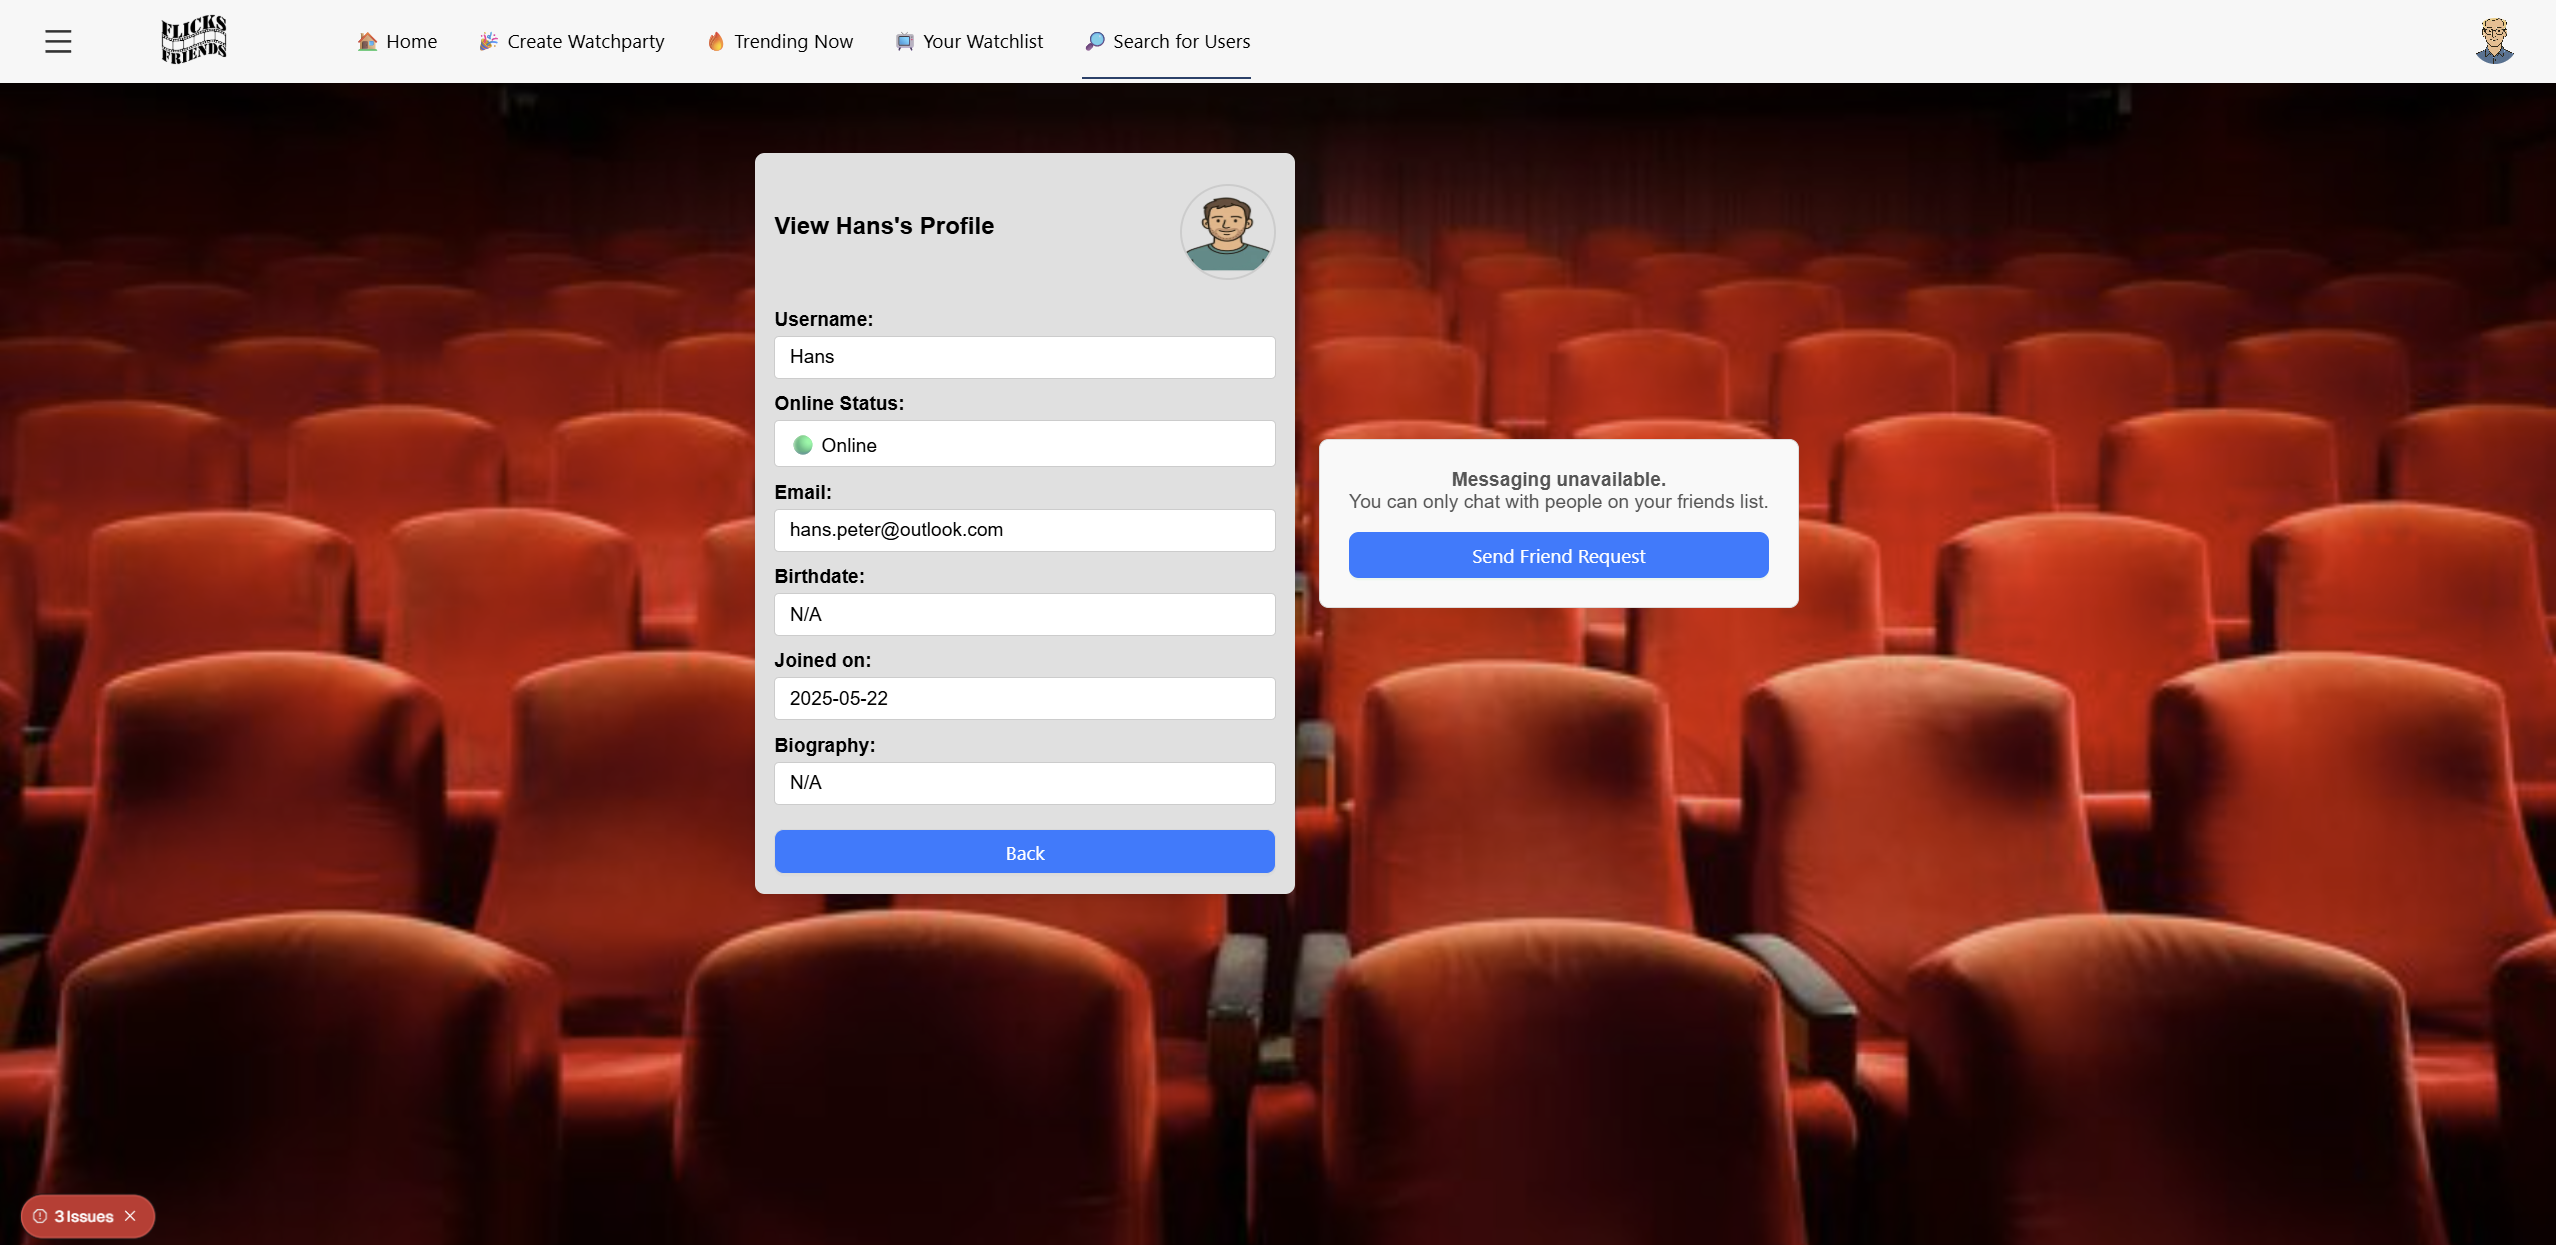 FLICKS
FRIENDS
Home
Create Watchparty
Trending Now
Your Watchlist
Search for Users
View Hans's Profile
Username:
Hans
Online Status:
Online
Email:
hans.peter@outlook.com
Birthdate:
N/A
Joined on:
2025-05-22
Biography:
N/A
Back
Messaging unavailable.
You can only chat with people on your friends list.
Send Friend Request
3 Issues